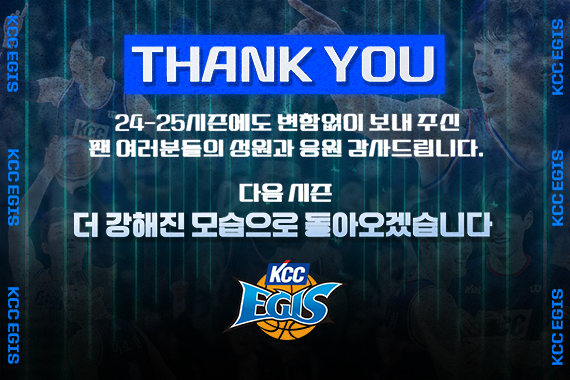 THANK YOU
24-25시즌에도 변함없이 보내 주신
팬 여러분들의 성원과 응원 감사드립니다.
다음 시즌
더 강해진 모습으로 돌아오겠습니다
KCC
EGIS
KCC EGIS
KCC EGIS
KCC EGIS
KCC EGIS
KCC EGIS
KCC EGIS
KCC
KCC